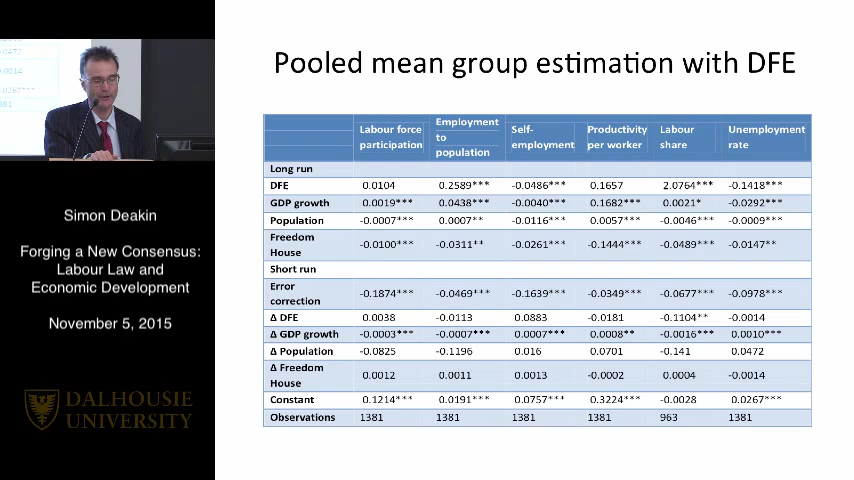 Pooled mean group estimation with DFE
Labour force participation Employment to population Self-employment Productivity per worker Labour share Unemployment rate
Long run
DFE 0.0104 0.2589*** -0.0486*** 0.1657 2.0764*** -0.1418***
GDP growth 0.0019*** 0.0438*** -0.0040*** 0.1682*** 0.0021* -0.0292***
Population -0.0007*** 0.0007** -0.0116*** 0.0057*** -0.0046*** -0.0009***
Freedom House -0.0100*** -0.0311** -0.0261*** -0.1444*** -0.0489*** -0.0147**
Short run
Error correction -0.1874*** -0.0469*** -0.1639*** -0.0349*** -0.0677*** -0.0978***
Δ DFE 0.0038 -0.0113 0.0883 -0.0181 -0.1104** -0.0014
Δ GDP growth -0.0003*** -0.0007*** 0.0007*** 0.0008** -0.0016*** 0.0010***
Δ Population -0.0825 -0.1196 0.016 0.0701 -0.141 0.0472
Δ Freedom House 0.0012 0.0011 0.0013 -0.0002 0.0004 -0.0014
Constant 0.1214*** 0.0191*** 0.0757*** 0.3224*** -0.0028 0.0267***
Observations 1381 1381 1381 1381 963 1381
Simon Deakin
Forging a New Consensus:
Labour Law and
Economic Development
November 5, 2015
DALHOUSIE
UNIVERSITY